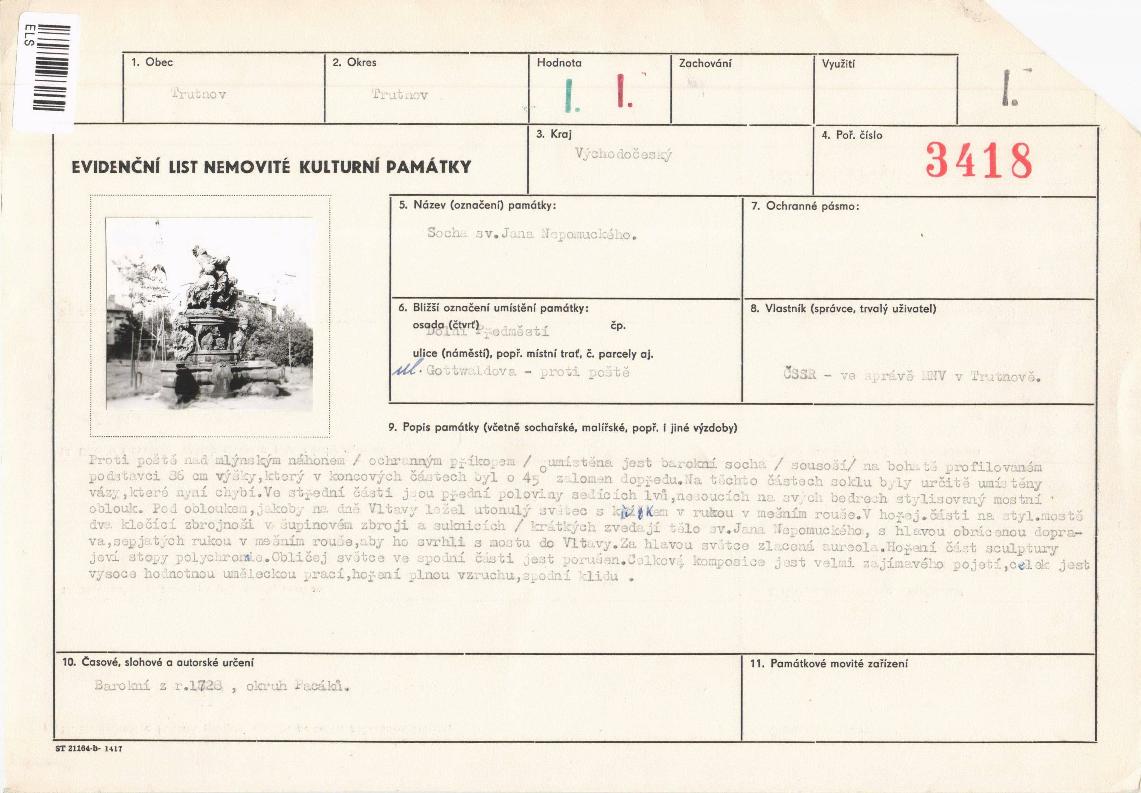 ELS
1. Obec
Trutnov
2. Okres
Trutnov
Hodnota
I. I.
Zachování
Využití
I.
EVIDENČNÍ LIST NEMOVITÉ KULTURNÍ PAMÁTKY
3. Kraj
Východočeský
4. Poř. číslo
3418
5. Název (označení) památky:
Socha sv.Jana Nepomuckého.
7. Ochranné pásmo:
6. Bližší označení umístění památky:
osada (čtvrť) čp.
Dolní Předměstí
ulice (náměstí), popř. místní trať, č. parcely aj.
ul. Gottwaldova - proti poště
8. Vlastník (správce, trvalý uživatel)
ČSSR - ve správě MNV v Trutnově.
9. Popis památky (včetně sochařské, malířské, popř. i jiné výzdoby)
Proti poště nad mlýnským náhonem / ochranným příkopem / umístěna jest barokní socha / sousoší/ na bohatě profilovaném
podstavci 86 cm výšky,který v koncových částech byl o 45° zalomen dopředu.Na těchto částech soklu byly určitě umístěny
vázy,které nyní chybí.Ve střední části jsou přední poloviny sedících lvů,nesoucích na svých bedrech stylisovaný mostní
oblouk. Pod obloukem,jakoby na dně Vltavy ležel utonulý světec s křížkem v rukou v mešním rouše.V hořej.části na styl.mostě
dva klečící zbrojnoši v šupinovém zbroji a suknicích / krátkých zvedají tělo sv.Jana Nepomuckého, s hlavou obrácenou dopra-
va,sepjatých rukou v mešním rouše,aby ho svrhli s mostu do Vltavy.Za hlavou světce zlacená aureola.Hoření část sculptury
jeví stopy polychromie.Obličej světce ve spodní části jest porušen.Celková komposice jest velmi zajímavého pojetí,celek jest
vysoce hodnotnou uměleckou prací,hoření plnou vzruchu,spodní klidu .
10. Časové, slohové a autorské určení
Barokní z r.1728 , okruh Pacáků.
11. Památkové movité zařízení
ST 21164-b- 1417